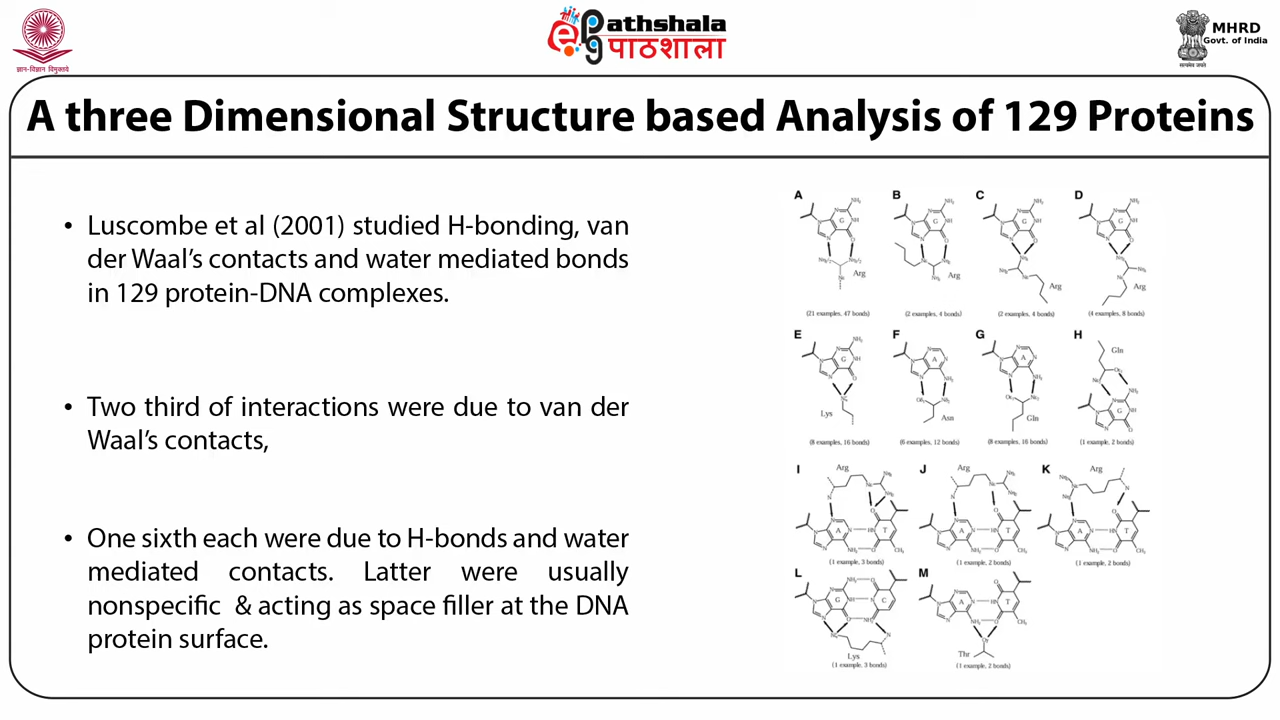 ज्ञान-विज्ञान विमुक्तये
epathshala
पाठशाला
सत्यमेव जयते
MHRD
Govt. of India
A three Dimensional Structure based Analysis of 129 Proteins
• Luscombe et al (2001) studied H-bonding, van
der Waal’s contacts and water mediated bonds
in 129 protein-DNA complexes.
• Two third of interactions were due to van der
Waal’s contacts,
• One sixth each were due to H-bonds and water
mediated contacts. Latter were usually
nonspecific & acting as space filler at the DNA
protein surface.
A B C D
Arg Arg Arg Arg
(21 examples, 47 bonds) (2 examples, 4 bonds) (2 examples, 4 bonds) (4 examples, 8 bonds)
E F G H
Gln
Lys Asn Gln
(8 examples, 16 bonds) (6 examples, 12 bonds) (8 examples, 16 bonds) (1 example, 2 bonds)
I Arg J Arg K Arg
(1 example, 3 bonds) (1 example, 2 bonds) (1 example, 2 bonds)
L M
Lys Thr
(1 example, 3 bonds) (1 example, 2 bonds)